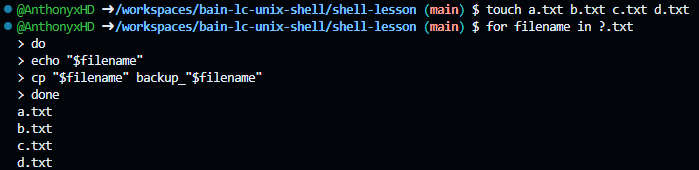 @AnthonyxHD ➜/workspaces/bain-lc-unix-shell/shell-lesson (main) $ touch a.txt b.txt c.txt d.txt
@AnthonyxHD ➜/workspaces/bain-lc-unix-shell/shell-lesson (main) $ for filename in ?.txt
> do
> echo "$filename"
> cp "$filename" backup_"$filename"
> done
a.txt
b.txt
c.txt
d.txt